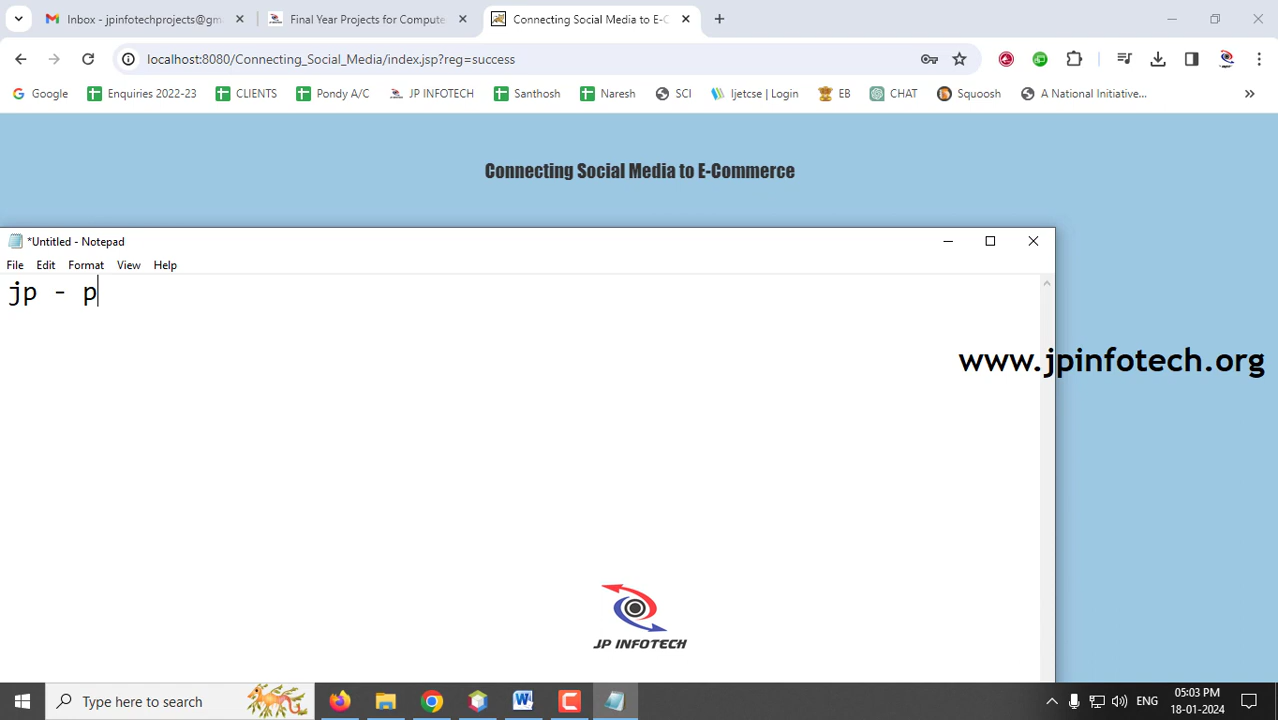 Inbox - jpinfotechprojects@gm
Final Year Projects for Compute
Connecting Social Media to E-C
localhost:8080/Connecting_Social_Media/index.jsp?reg=success
Google
Enquiries 2022-23
CLIENTS
Pondy A/C
JP INFOTECH
Santhosh
Naresh
SCI
Ijetcse | Login
EB
CHAT
Squoosh
A National Initiative...
Connecting Social Media to E-Commerce
*Untitled - Notepad
File Edit Format View Help
jp - p
www.jpinfotech.org
JP INFOTECH
Type here to search
ENG
05:03 PM
18-01-2024